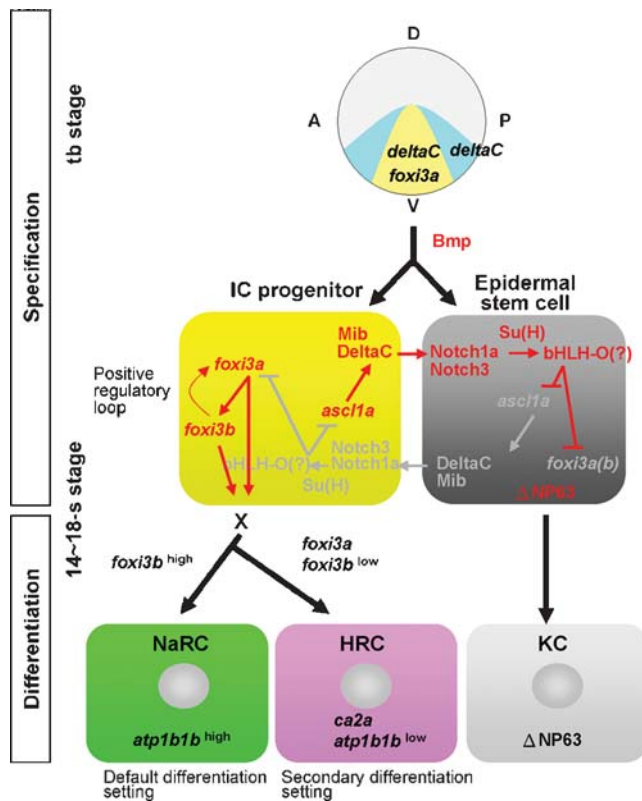 Specification
Differentiation
tb stage
14~18-s stage
D
A
P
V
deltaC
deltaC
foxi3a
Bmp
IC progenitor
Epidermal
stem cell
Positive
regulatory
loop
foxi3a
foxi3b
Mib
DeltaC
ascl1a
bHLH-O(?)
Notch3
Notch1a
Su(H)
Su(H)
Notch1a
Notch3
bHLH-O(?)
ascl1a
DeltaC
Mib
foxi3a(b)
ΔNP63
X
foxi3b high
foxi3a
foxi3b low
NaRC
atp1b1b high
HRC
ca2a
atp1b1b low
KC
ΔNP63
Default differentiation
setting
Secondary differentiation
setting